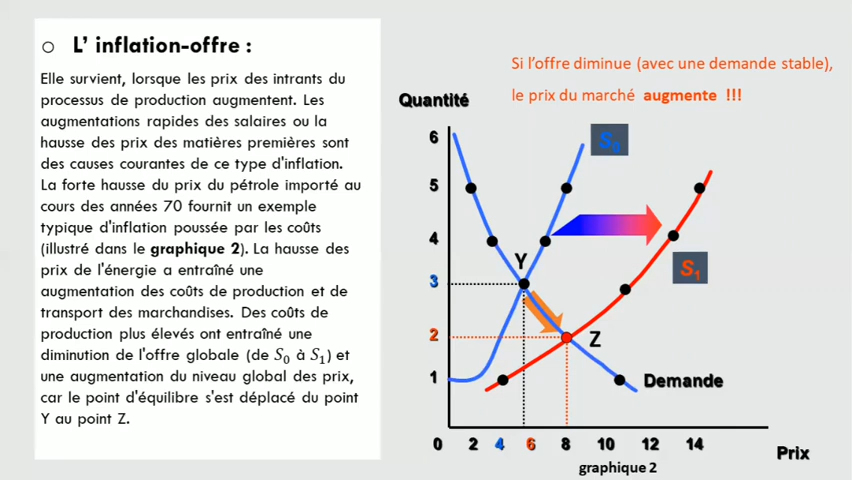 ○ L' inflation-offre :
Elle survient, lorsque les prix des intrants du
processus de production augmentent. Les
augmentations rapides des salaires ou la
hausse des prix des matières premières sont
des causes courantes de ce type d'inflation.
La forte hausse du prix du pétrole importé au
cours des années 70 fournit un exemple
typique d'inflation poussée par les coûts
(illustré dans le graphique 2). La hausse des
prix de l'énergie a entraîné une
augmentation des coûts de production et de
transport des marchandises. Des coûts de
production plus élevés ont entraîné une
diminution de l'offre globale (de S₀ à S₁) et
une augmentation du niveau global des prix,
car le point d'équilibre s'est déplacé du point
Y au point Z.
Si l'offre diminue (avec une demande stable),
le prix du marché augmente !!!
Quantité
6
5
4
3
2
1
S₀
S₁
Y
Z
Demande
0 2 4 6 8 10 12 14
Prix
graphique 2